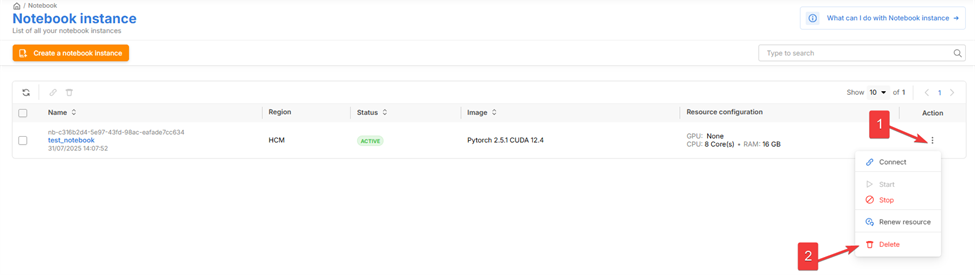 / Notebook
Notebook instance
List of all your notebook instances
What can I do with Notebook instance
Create a notebook instance
Type to search
Show 10 of 1
1
Name
Region
Status
Image
Resource configuration
Action
nb-c316b2d4-5e97-43fd-98ac-eafade7cc634
test_notebook
31/07/2025 14:07:52
HCM
ACTIVE
Pytorch 2.5.1 CUDA 12.4
GPU: None
CPU: 8 Core(s) • RAM: 16 GB
1
Connect
Start
Stop
Renew resource
2
Delete